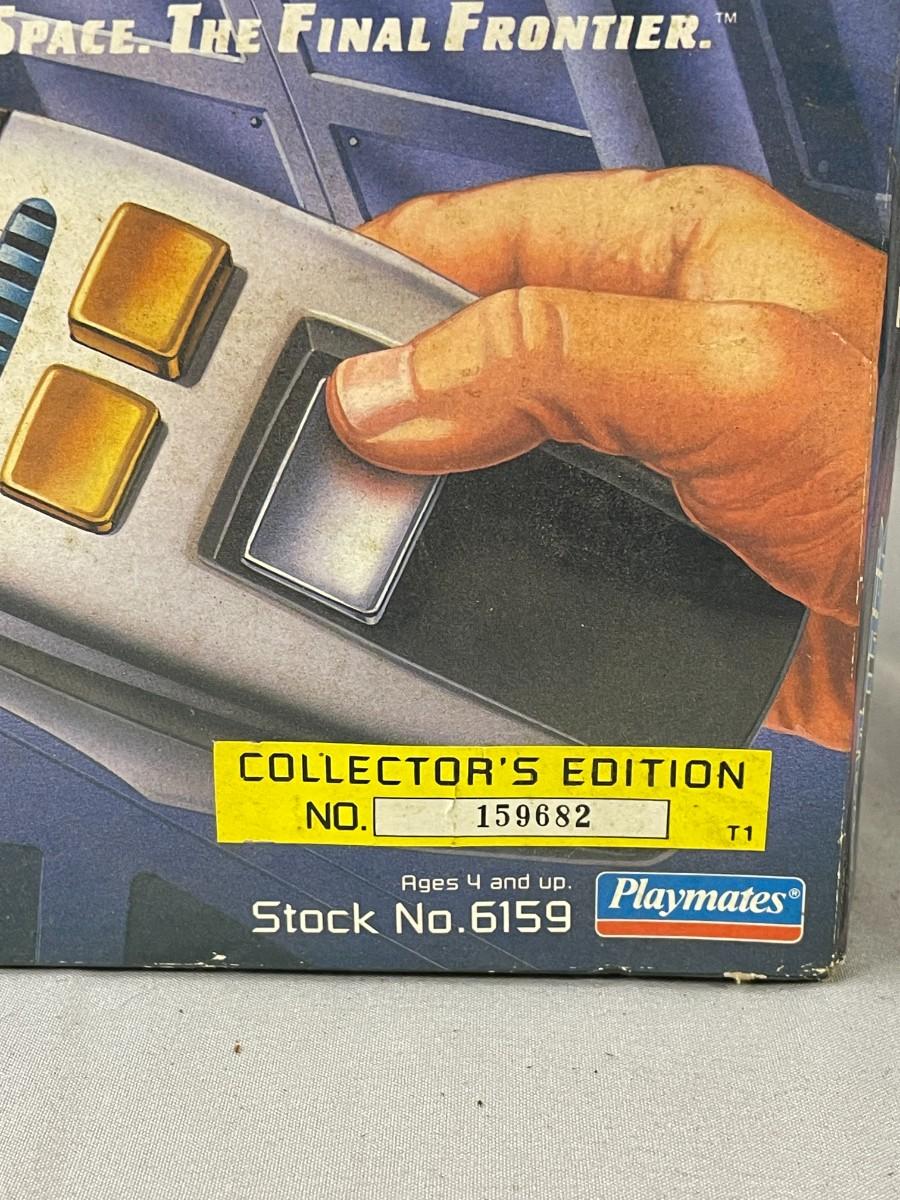 SPACE. THE FINAL FRONTIER.™
COLLECTOR'S EDITION
NO. 159682
T1
Ages 4 and up.
Stock No.6159
Playmates®